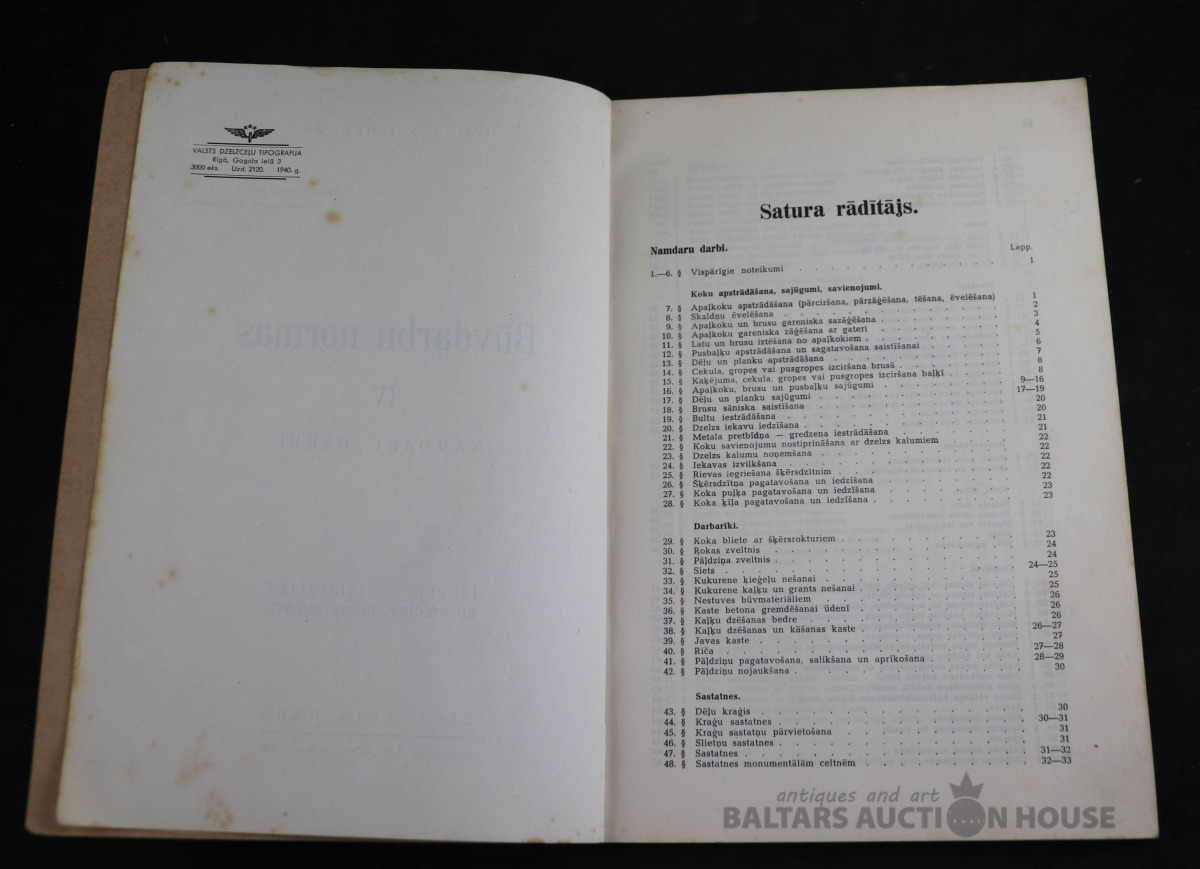 VALSTS DZELZCEĻU TIPOGRAFIJA
Rīgā, Gogoļa ielā 3
3000 eks. Uzd. 2120. 1940. g.
Būvdarbu normas
IV
NAMDARU DARBI
Satura rādītājs.
Namdaru darbi. Lapp.
1.—6. § Vispārīgie noteikumi 1
Koku apstrādāšana, sajūgumi, savienojumi.
7. § Apaļkoku apstrādāšana (pārciršana, pārzāģēšana, tēšana, ēvelēšana) 1
8. § Skaldņu ēvelēšana 2
9. § Apaļkoku un brusu gareniska sazāģēšana 3
10. § Apaļkoku gareniska zāģēšana ar gateri 4
11. § Latu un brusu iztēšana no apaļkokiem 5
12. § Pusbaļķu apstrādāšana un sagatavošana saistīšanai 6
13. § Dēļu un planku apstrādāšana 7
14. § Cekula, gropes vai pusgropes izciršana brusā 8
15. § Kaķējuma, cekula, gropes vai pusgropes izciršana baļķī 8
16. § Apaļkoku, brusu un pusbaļķu sajūgumi 9—16
17. § Dēļu un planku sajūgumi 17—19
18. § Brusu sāniska saistīšana 20
19. § Bultu iestrādāšana 20
20. § Dzelzs iekavu iedzīšana 21
21. § Metala pretbīdņa — gredzena iestrādāšana 21
22. § Koku savienojumu nostiprināšana ar dzelzs kalumiem 22
23. § Dzelzs kalumu noņemšana 22
24. § Iekavas izvilkšana 22
25. § Rievas iegriešana šķērsdzītnim 22
26. § Šķērsdzītņa pagatavošana un iedzīšana 22
27. § Koka puļķa pagatavošana un iedzīšana 23
28. § Koka ķīļa pagatavošana un iedzīšana 23
Darbarīki.
29. § Koka bliete ar šķērsrokturiem 23
30. § Rokas zveltnis 24
31. § Pāļdziņa zveltnis 24
32. § Siets 24—25
33. § Kukurene ķieģeļu nešanai 25
34. § Kukurene kaļķu un grants nešanai 25
35. § Nestuves būvmateriāliem 26
36. § Kaste betona gremdēšanai ūdenī 26
37. § Kaļķu dzēšanas bedre 26
38. § Kaļķu dzēšanas un kāšanas kaste 26—27
39. § Javas kaste 27
40. § Riča 27—28
41. § Pāļdziņu pagatavošana, salikšana un aprīkošana 28—29
42. § Pāļdziņu nojaukšana 30
Sastatnes.
43. § Dēļu kraģis 30
44. § Kraģu sastatnes 30—31
45. § Kraģu sastatņu pārvietošana 31
46. § Slietņu sastatnes 31
47. § Sastatnes 31—32
48. § Sastatnes monumentālām celtnēm 32—33
antiques and art
BALTARS AUCTION HOUSE